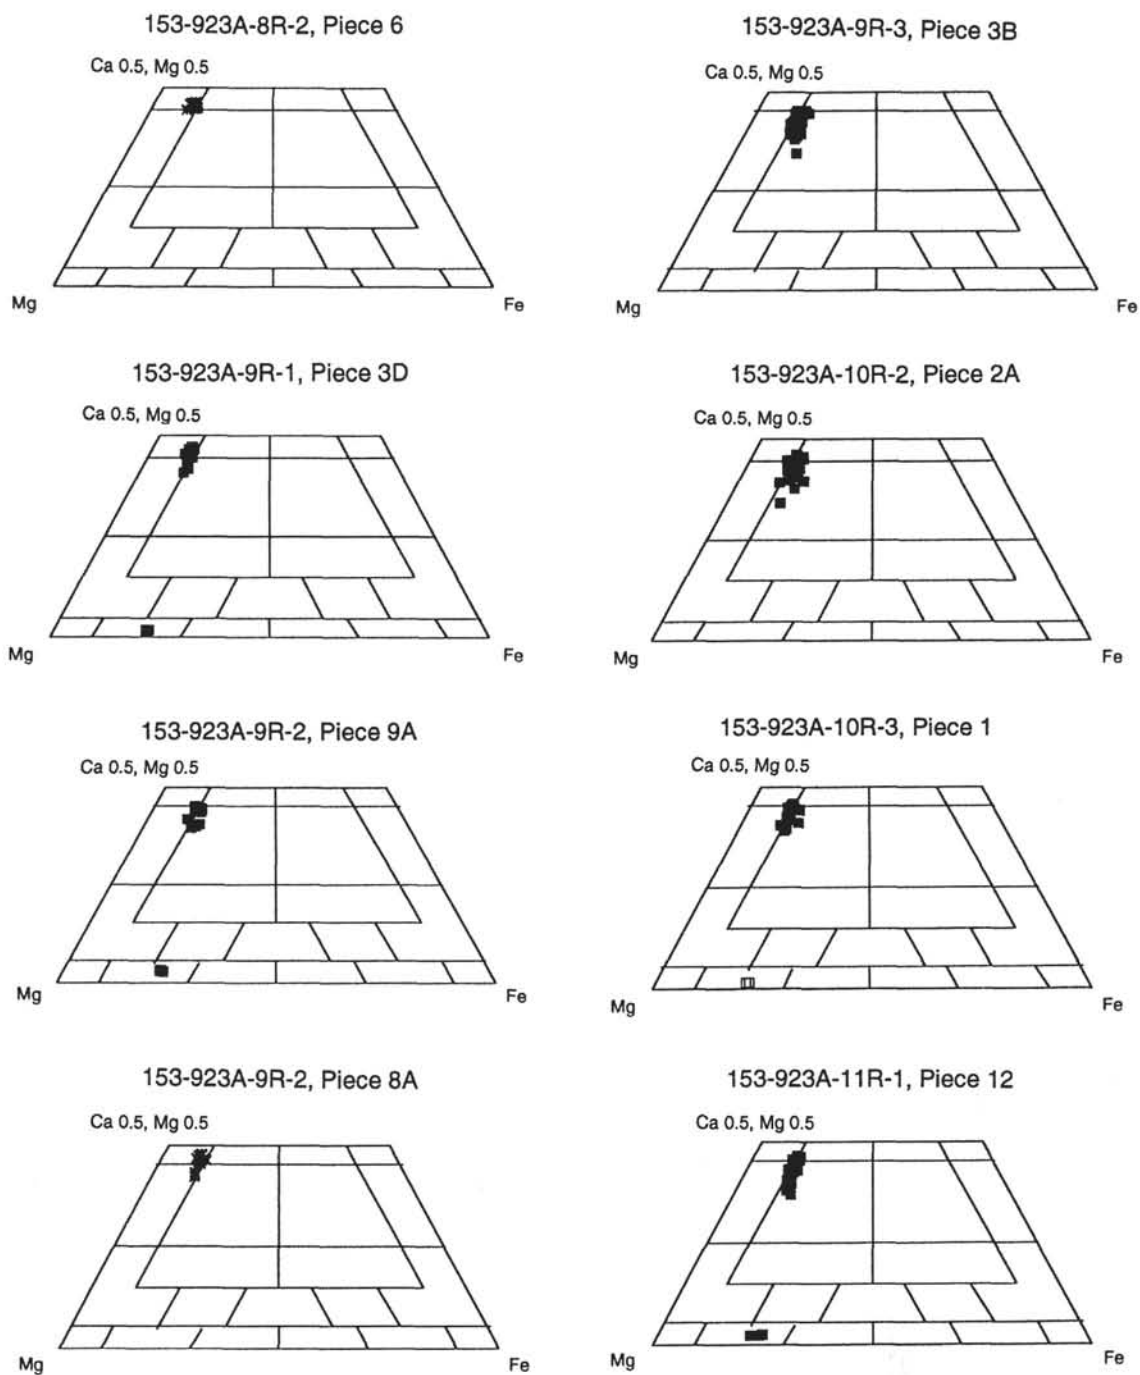 153-923A-8R-2, Piece 6
Ca 0.5, Mg 0.5
Mg
Fe
153-923A-9R-3, Piece 3B
Ca 0.5, Mg 0.5
Mg
Fe
153-923A-9R-1, Piece 3D
Ca 0.5, Mg 0.5
Mg
Fe
153-923A-10R-2, Piece 2A
Ca 0.5, Mg 0.5
Mg
Fe
153-923A-9R-2, Piece 9A
Ca 0.5, Mg 0.5
Mg
Fe
153-923A-10R-3, Piece 1
Ca 0.5, Mg 0.5
Mg
Fe
153-923A-9R-2, Piece 8A
Ca 0.5, Mg 0.5
Mg
Fe
153-923A-11R-1, Piece 12
Ca 0.5, Mg 0.5
Mg
Fe